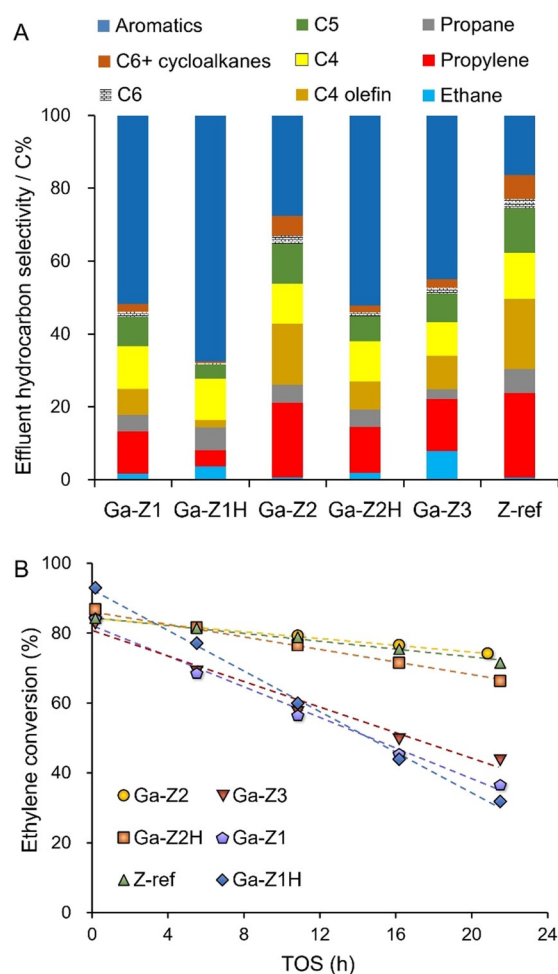 A
Aromatics C5 Propane
C6+ cycloalkanes C4 Propylene
C6 C4 olefin Ethane
Effluent hydrocarbon selectivity / C%
100
80
60
40
20
0
Ga-Z1 Ga-Z1H Ga-Z2 Ga-Z2H Ga-Z3 Z-ref
B
Ethylene conversion (%)
100
80
60
40
20
0
Ga-Z2 Ga-Z3
Ga-Z2H Ga-Z1
Z-ref Ga-Z1H
0 4 8 12 16 20 24
TOS (h)